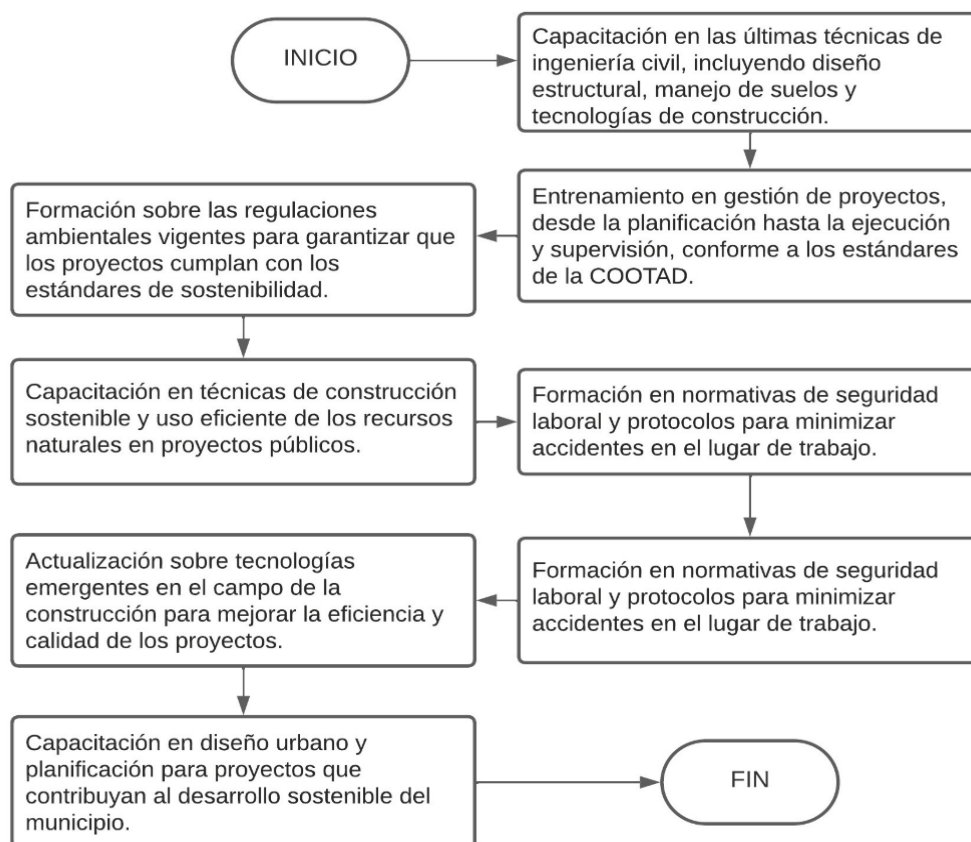 INICIO
Capacitación en las últimas técnicas de
ingeniería civil, incluyendo diseño
estructural, manejo de suelos y
tecnologías de construcción.
Entrenamiento en gestión de proyectos,
desde la planificación hasta la ejecución
y supervisión, conforme a los estándares
de la COOTAD.
Formación sobre las regulaciones
ambientales vigentes para garantizar que
los proyectos cumplan con los
estándares de sostenibilidad.
Capacitación en técnicas de construcción
sostenible y uso eficiente de los recursos
naturales en proyectos públicos.
Formación en normativas de seguridad
laboral y protocolos para minimizar
accidentes en el lugar de trabajo.
Formación en normativas de seguridad
laboral y protocolos para minimizar
accidentes en el lugar de trabajo.
Actualización sobre tecnologías
emergentes en el campo de la
construcción para mejorar la eficiencia y
calidad de los proyectos.
Capacitación en diseño urbano y
planificación para proyectos que
contribuyan al desarrollo sostenible del
municipio.
FIN